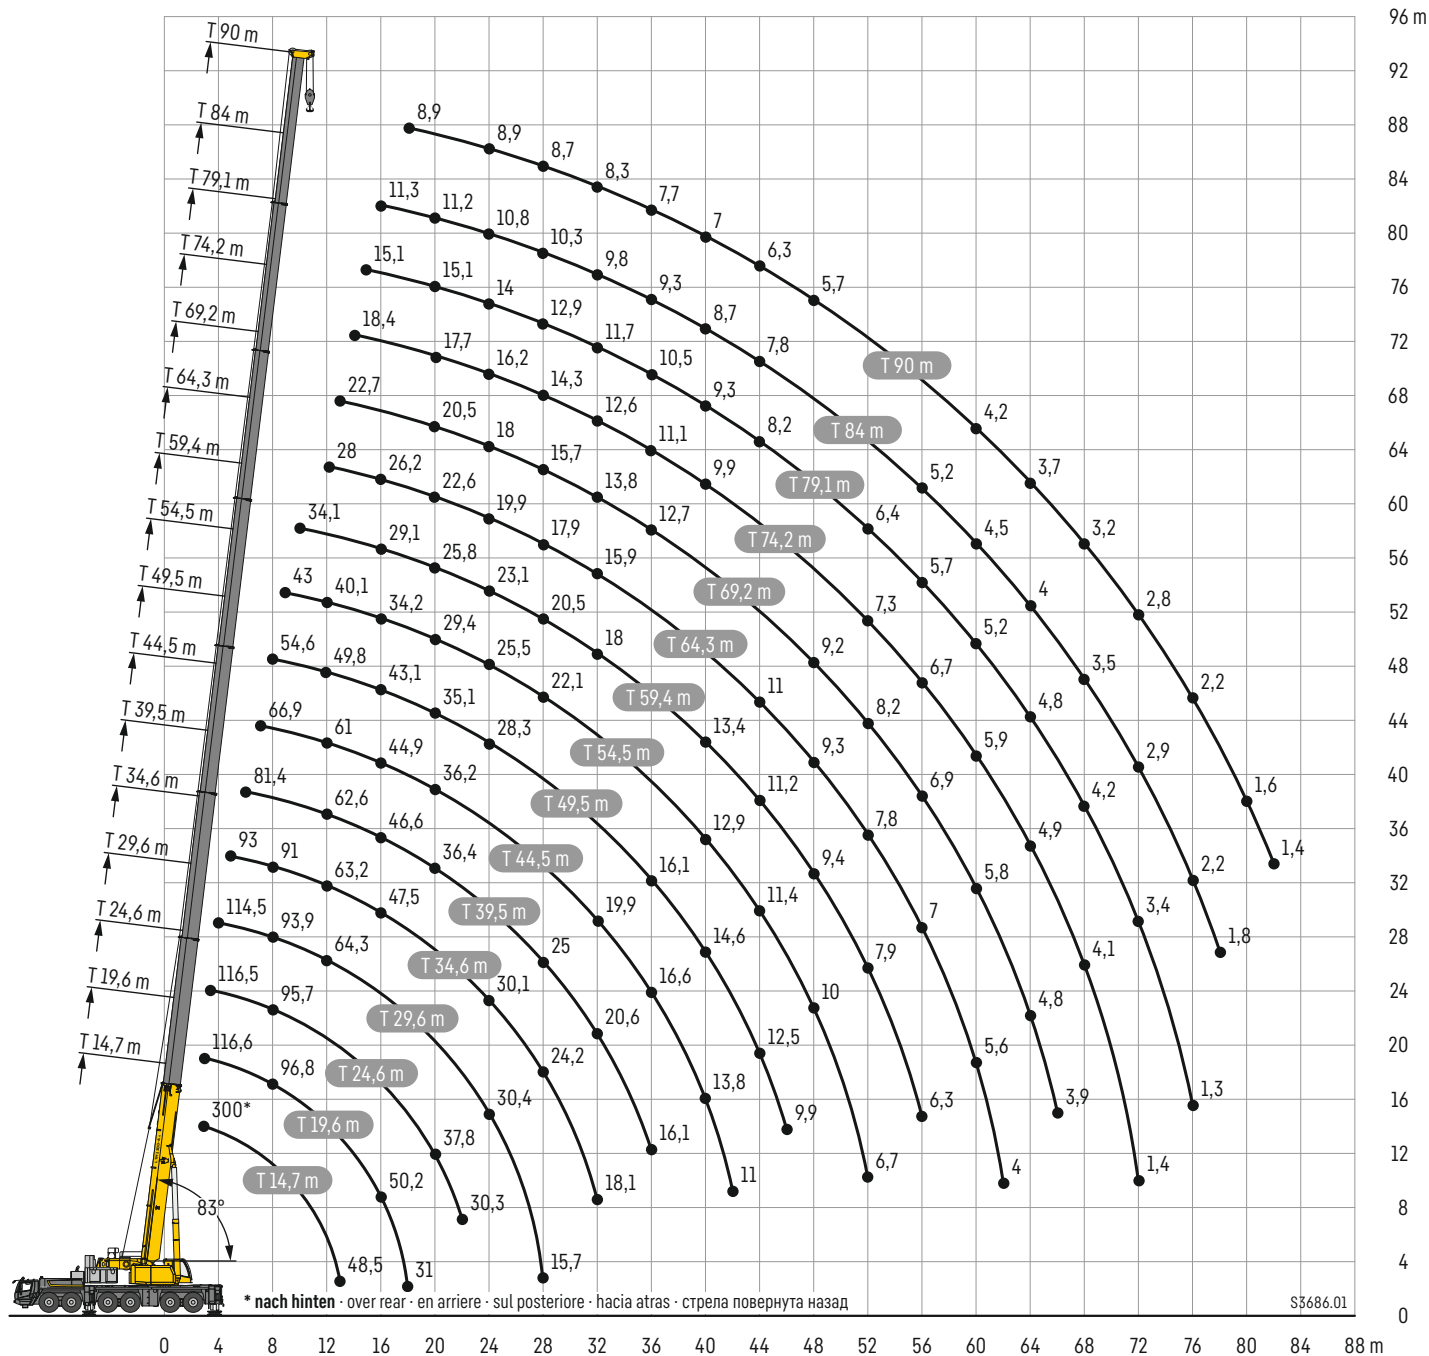 T 90 m
T 84 m
T 79,1 m
T 74,2 m
T 69,2 m
T 64,3 m
T 59,4 m
T 54,5 m
T 49,5 m
T 44,5 m
T 39,5 m
T 34,6 m
T 29,6 m
T 24,6 m
T 19,6 m
T 14,7 m
83°
8,9 8,9 8,7 8,3 7,7 7 6,3 5,7 T 90 m 4,2 3,7 3,2 2,8 2,2 1,6 1,4
11,3 11,2 10,8 10,3 9,8 9,3 8,7 7,8 T 84 m 5,2 4,5 4 3,5 2,9 2,2 1,8
15,1 15,1 14 12,9 11,7 10,5 9,3 8,2 T 79,1 m 6,4 5,7 5,2 4,8 4,2 3,4 1,3
18,4 17,7 16,2 14,3 12,6 11,1 9,9 T 74,2 m 7,3 6,7 5,9 4,9 4,1 1,4
22,7 20,5 18 15,7 13,8 12,7 T 69,2 m 9,2 8,2 6,9 5,8 4,8 3,9
28 26,2 22,6 19,9 17,9 15,9 T 64,3 m 11 9,3 7,8 7 5,6 4
34,1 29,1 25,8 23,1 20,5 18 T 59,4 m 13,4 11,2 9,4 7,9 6,3
43 40,1 34,2 29,4 25,5 22,1 T 54,5 m 12,9 11,4 10 6,7
54,6 49,8 43,1 35,1 28,3 T 49,5 m 16,1 14,6 12,5 9,9
66,9 61 44,9 36,2 T 44,5 m 19,9 16,6 13,8 11
81,4 62,6 46,6 36,4 T 39,5 m 25 20,6 16,1
93 91 63,2 47,5 T 34,6 m 30,1 24,2 18,1
114,5 93,9 64,3 T 29,6 m 30,4 15,7
116,5 95,7 T 24,6 m 37,8 30,3
116,6 96,8 T 19,6 m 50,2 31
300* T 14,7 m 48,5
96 m
92
88
84
80
76
72
68
64
60
56
52
48
44
40
36
32
28
24
20
16
12
8
4
0
* nach hinten · over rear · en arriere · sul posteriore · hacia atras · стрела повернута назад
S3686.01
0 4 8 12 16 20 24 28 32 36 40 44 48 52 56 60 64 68 72 76 80 84 88 m